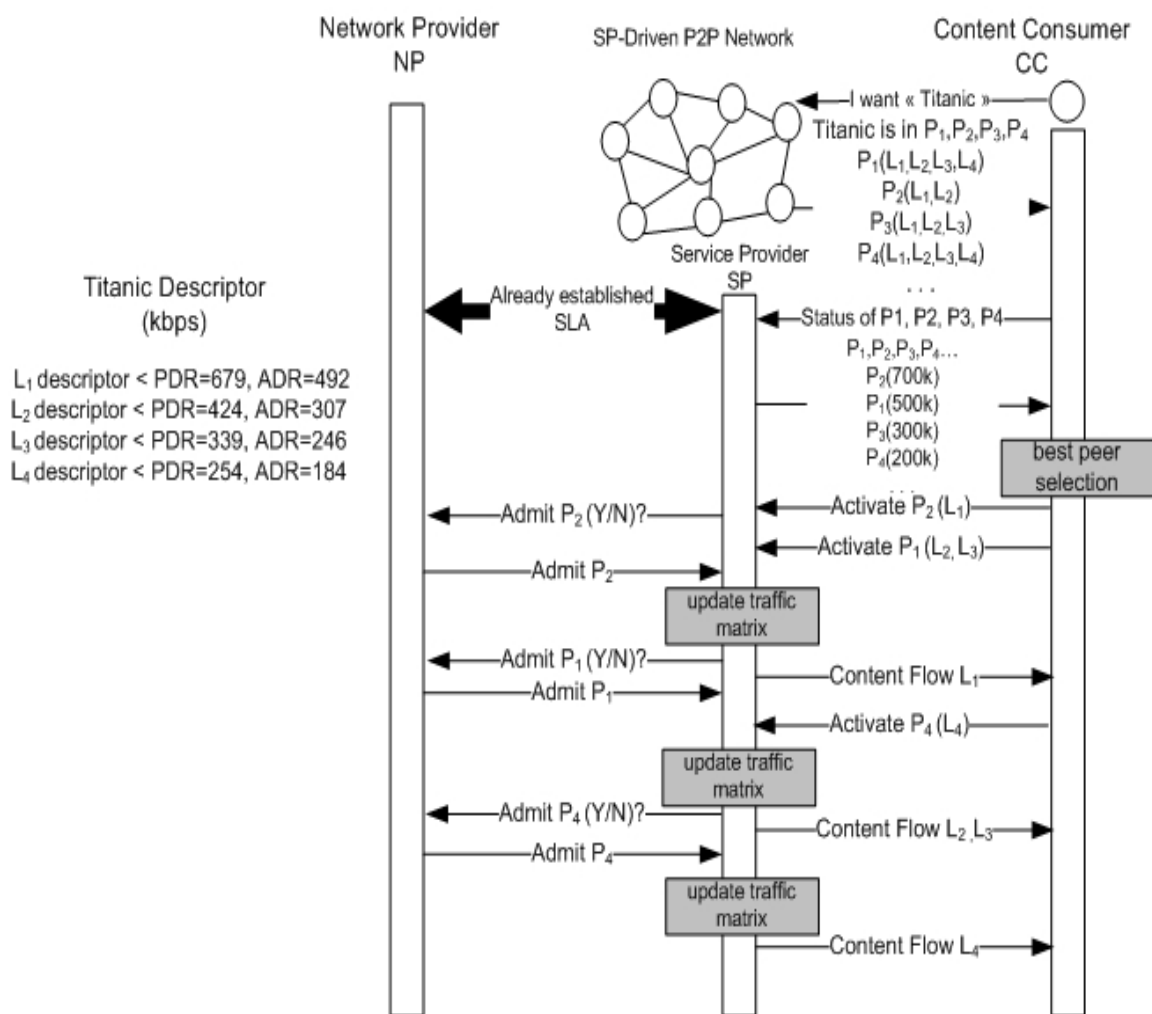 Network Provider
NP
SP-Driven P2P Network
Content Consumer
CC
I want « Titanic »
Titanic is in P₁,P₂,P₃,P₄
P₁(L₁,L₂,L₃,L₄)
P₂(L₁,L₂)
P₃(L₁,L₂,L₃)
P₄(L₁,L₂,L₃,L₄)
. . .
Service Provider
SP
Titanic Descriptor
(kbps)
L₁ descriptor < PDR=679, ADR=492
L₂ descriptor < PDR=424, ADR=307
L₃ descriptor < PDR=339, ADR=246
L₄ descriptor < PDR=254, ADR=184
Already established
SLA
Status of P1, P2, P3, P4
P₁,P₂,P₃,P₄...
P₂(700k)
P₁(500k)
P₃(300k)
P₄(200k)
. . .
best peer
selection
Activate P₂ (L₁)
Admit P₂ (Y/N)?
Activate P₁ (L₂, L₃)
Admit P₂
update traffic
matrix
Admit P₁ (Y/N)?
Content Flow L₁
Admit P₁
Activate P₄ (L₄)
update traffic
matrix
Admit P₄ (Y/N)?
Content Flow L₂,L₃
Admit P₄
update traffic
matrix
Content Flow L₄